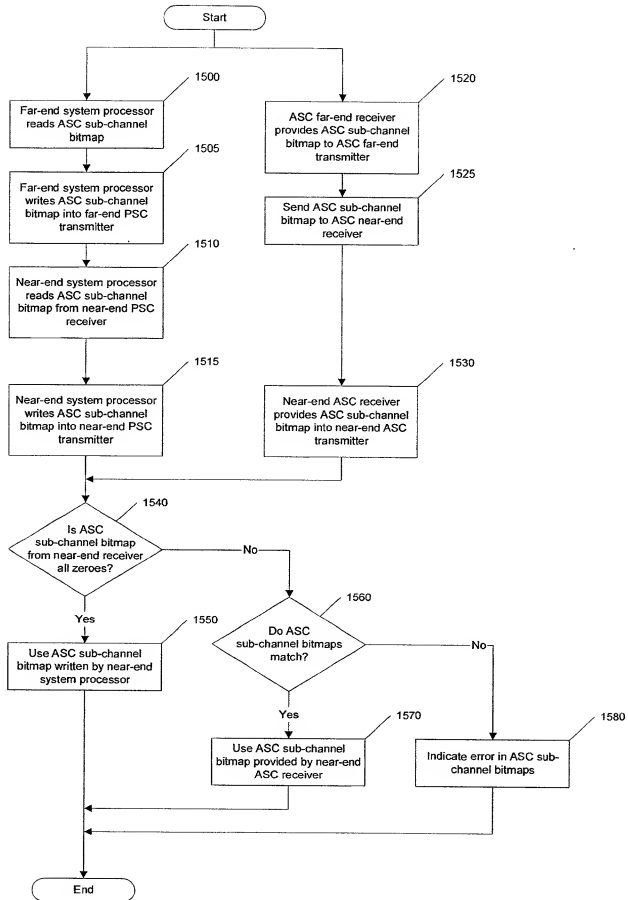 Start
1500
Far-end system processor
reads ASC sub-channel
bitmap
1505
Far-end system processor
writes ASC sub-channel
bitmap into far-end PSC
transmitter
1510
Near-end system processor
reads ASC sub-channel
bitmap from near-end PSC
receiver
1515
Near-end system processor
writes ASC sub-channel
bitmap into near-end PSC
transmitter
1520
ASC far-end receiver
provides ASC sub-channel
bitmap to ASC far-end
transmitter
1525
Send ASC sub-channel
bitmap to ASC near-end
receiver
1530
Near-end ASC receiver
provides ASC sub-channel
bitmap into near-end ASC
transmitter
1540
Is ASC
sub-channel bitmap
from near-end receiver
all zeroes?
No
Yes
1550
Use ASC sub-channel
bitmap written by near-end
system processor
1560
Do ASC
sub-channel bitmaps
match?
No
Yes
1570
Use ASC sub-channel
bitmap provided by near-end
ASC receiver
1580
Indicate error in ASC sub-
channel bitmaps
End